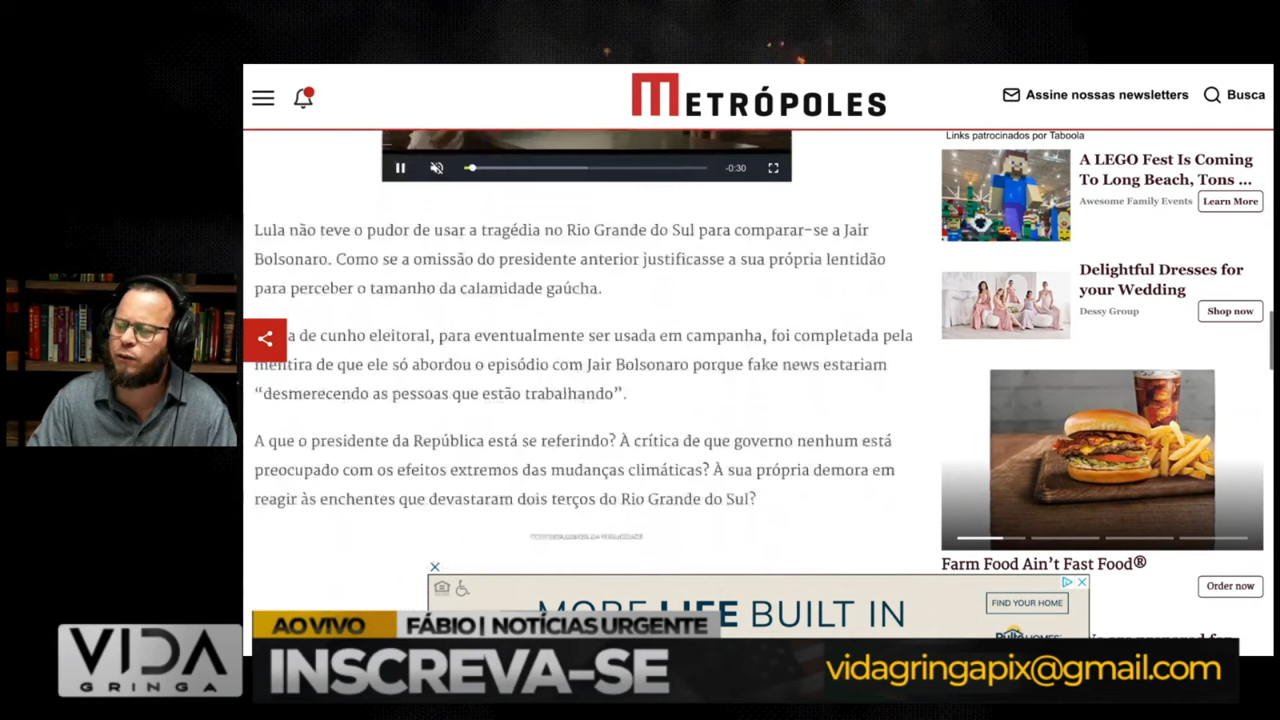 METRÓPOLES
Assine nossas newsletters
Busca
-0:30
Links patrocinados por Taboola
A LEGO Fest Is Coming
To Long Beach, Tons ...
Awesome Family Events
Learn More
Delightful Dresses for
your Wedding
Dessy Group
Shop now
Lula não teve o pudor de usar a tragédia no Rio Grande do Sul para comparar-se a Jair
Bolsonaro. Como se a omissão do presidente anterior justificasse a sua própria lentidão
para perceber o tamanho da calamidade gaúcha.
a de cunho eleitoral, para eventualmente ser usada em campanha, foi completada pela
mentira de que ele só abordou o episódio com Jair Bolsonaro porque fake news estariam
“desmerecendo as pessoas que estão trabalhando”.
A que o presidente da República está se referindo? À crítica de que governo nenhum está
preocupado com os efeitos extremos das mudanças climáticas? À sua própria demora em
reagir às enchentes que devastaram dois terços do Rio Grande do Sul?
Farm Food Ain’t Fast Food®
Order now
MORE LIFE BUILT IN
FIND YOUR HOME
AO VIVO
FÁBIO | NOTÍCIAS URGENTE
INSCREVA-SE
vidagringapix@gmail.com
VIDA
GRINGA